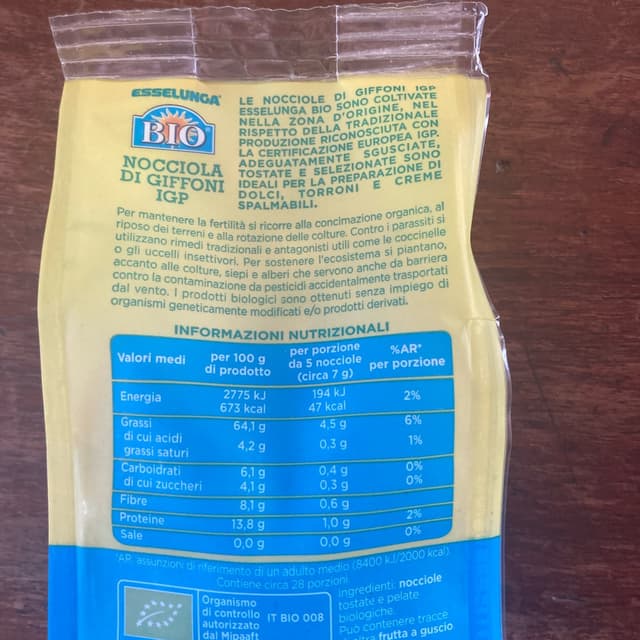 ESSELUNGA
BIO
NOCCIOLA
DI GIFFONI
IGP
LE NOCCIOLE DI GIFFONI IGP
ESSELUNGA BIO SONO COLTIVATE
NELLA ZONA D'ORIGINE, NEL
RISPETTO DELLA TRADIZIONALE
PRODUZIONE RICONOSCIUTA CON
LA CERTIFICAZIONE EUROPEA IGP.
ADEGUATAMENTE SGUSCIATE,
TOSTATE E SELEZIONATE SONO
IDEALI PER LA PREPARAZIONE DI
DOLCI, TORRONI E CREME
SPALMABILI.
Per mantenere la fertilità si ricorre alla concimazione organica, al
riposo dei terreni e alla rotazione delle colture. Contro i parassiti si
utilizzano rimedi tradizionali e antagonisti utili come le coccinelle
o gli uccelli insettivori. Per sostenere l'ecosistema si piantano,
accanto alle colture, siepi e alberi che servono anche da barriera
contro la contaminazione da pesticidi accidentalmente trasportati
dal vento. I prodotti biologici sono ottenuti senza impiego di
organismi geneticamente modificati e/o prodotti derivati.
INFORMAZIONI NUTRIZIONALI
Valori medi per 100 g di prodotto per porzione da 5 nocciole (circa 7 g) %AR* per porzione
Energia 2775 kJ 194 kJ 2%
673 kcal 47 kcal
Grassi 64,1 g 4,5 g 6%
di cui acidi grassi saturi 4,2 g 0,3 g 1%
Carboidrati 6,1 g 0,4 g 0%
di cui zuccheri 4,1 g 0,3 g 0%
Fibre 8,1 g 0,6 g
Proteine 13,8 g 1,0 g 2%
Sale 0,0 g 0,0 g 0%
*AR: assunzioni di riferimento di un adulto medio (8400 kJ/2000 kcal)
Contiene circa 28 porzioni
Organismo
di controllo
autorizzato
dal Mipaaft
IT BIO 008
Ingredienti: nocciole
tostate e pelate
biologiche.
Può contenere tracce
frutta a guscio